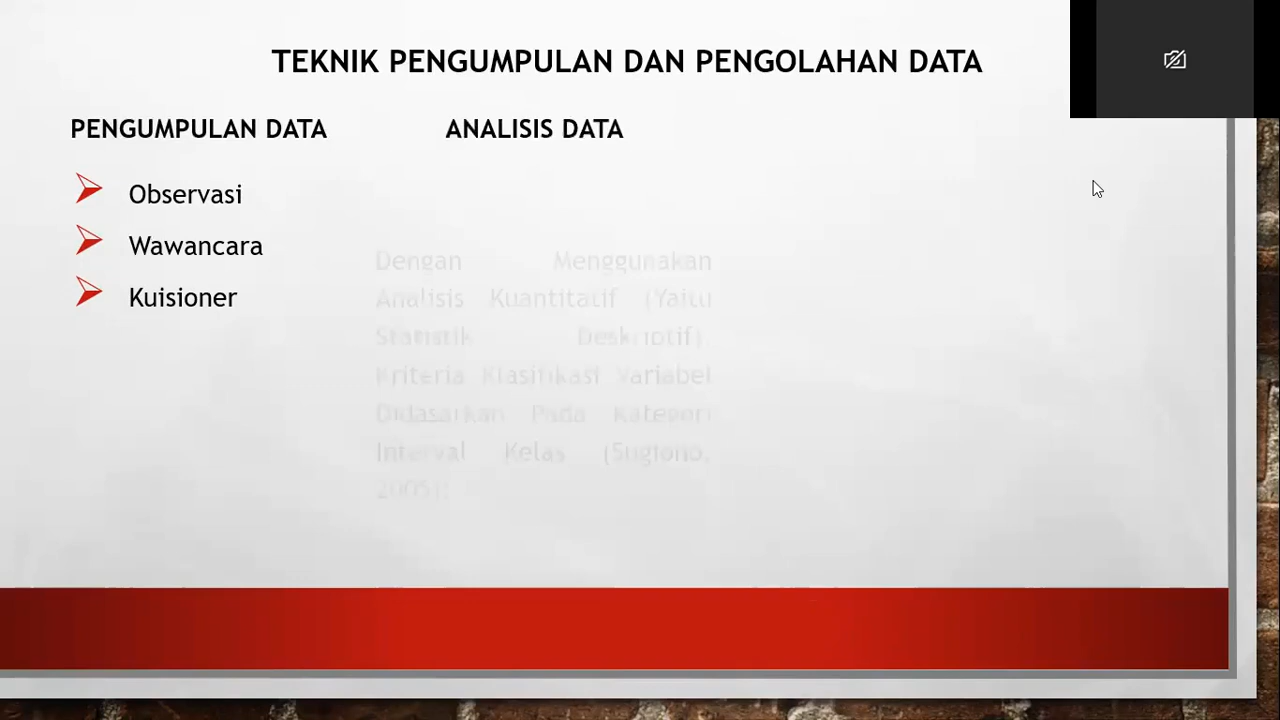 TEKNIK PENGUMPULAN DAN PENGOLAHAN DATA
PENGUMPULAN DATA
Observasi
Wawancara
Kuisioner
ANALISIS DATA
Dengan Menggunakan
Analisis Kuantitatif (Yaitu
Statistik Deskriptif).
Kriteria Klasifikasi Variabel
Didasarkan Pada Kategori
Interval Kelas (Sugiono,
2005):